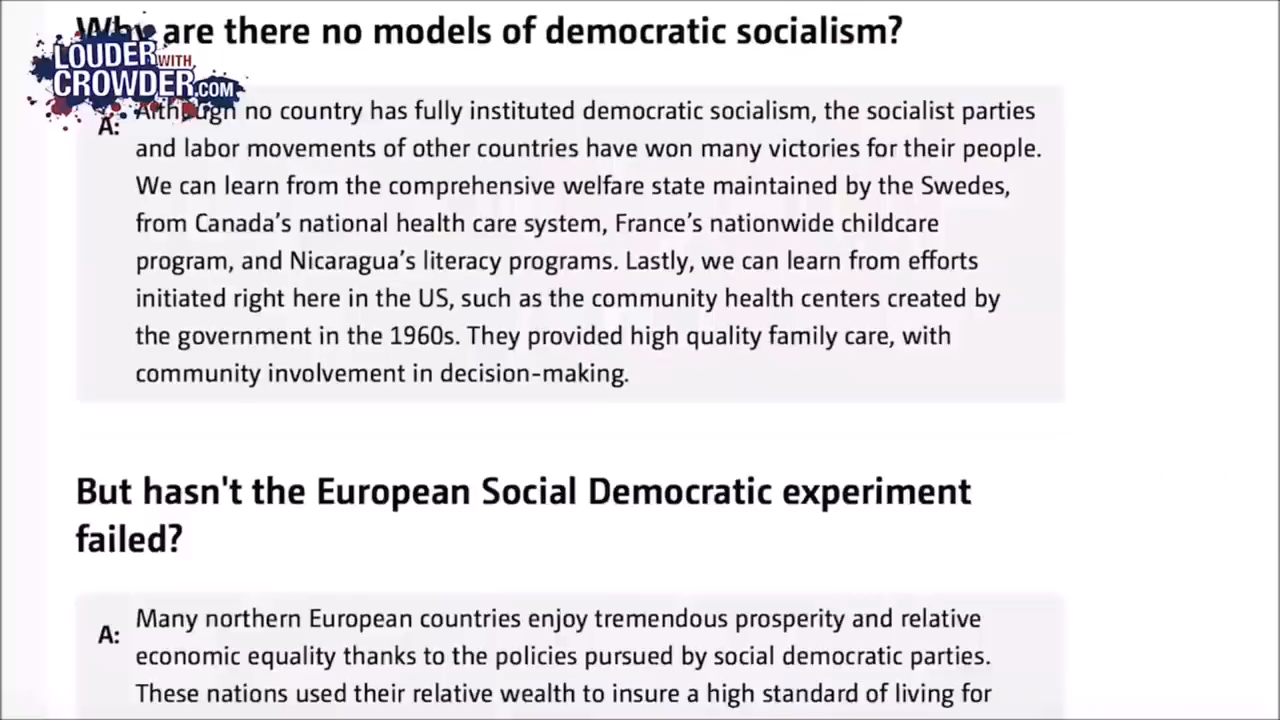 Why are there no models of democratic socialism?
LOUDER WITH
CROWDER.COM
A:
Although no country has fully instituted democratic socialism, the socialist parties
and labor movements of other countries have won many victories for their people.
We can learn from the comprehensive welfare state maintained by the Swedes,
from Canada's national health care system, France's nationwide childcare
program, and Nicaragua's literacy programs. Lastly, we can learn from efforts
initiated right here in the US, such as the community health centers created by
the government in the 1960s. They provided high quality family care, with
community involvement in decision-making.
But hasn't the European Social Democratic experiment
failed?
A:
Many northern European countries enjoy tremendous prosperity and relative
economic equality thanks to the policies pursued by social democratic parties.
These nations used their relative wealth to insure a high standard of living for